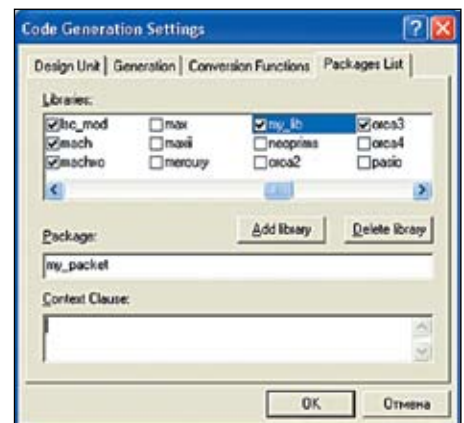 Code Generation Settings
Design Unit Generation Conversion Functions Packages List
Libraries:
lsc_mod max my_lib orca3
mach maxii neoprims orca4
machxo mercury orca2 pasic
Add library Delete library
Package:
my_packet
Context Clause:
OK Отмена